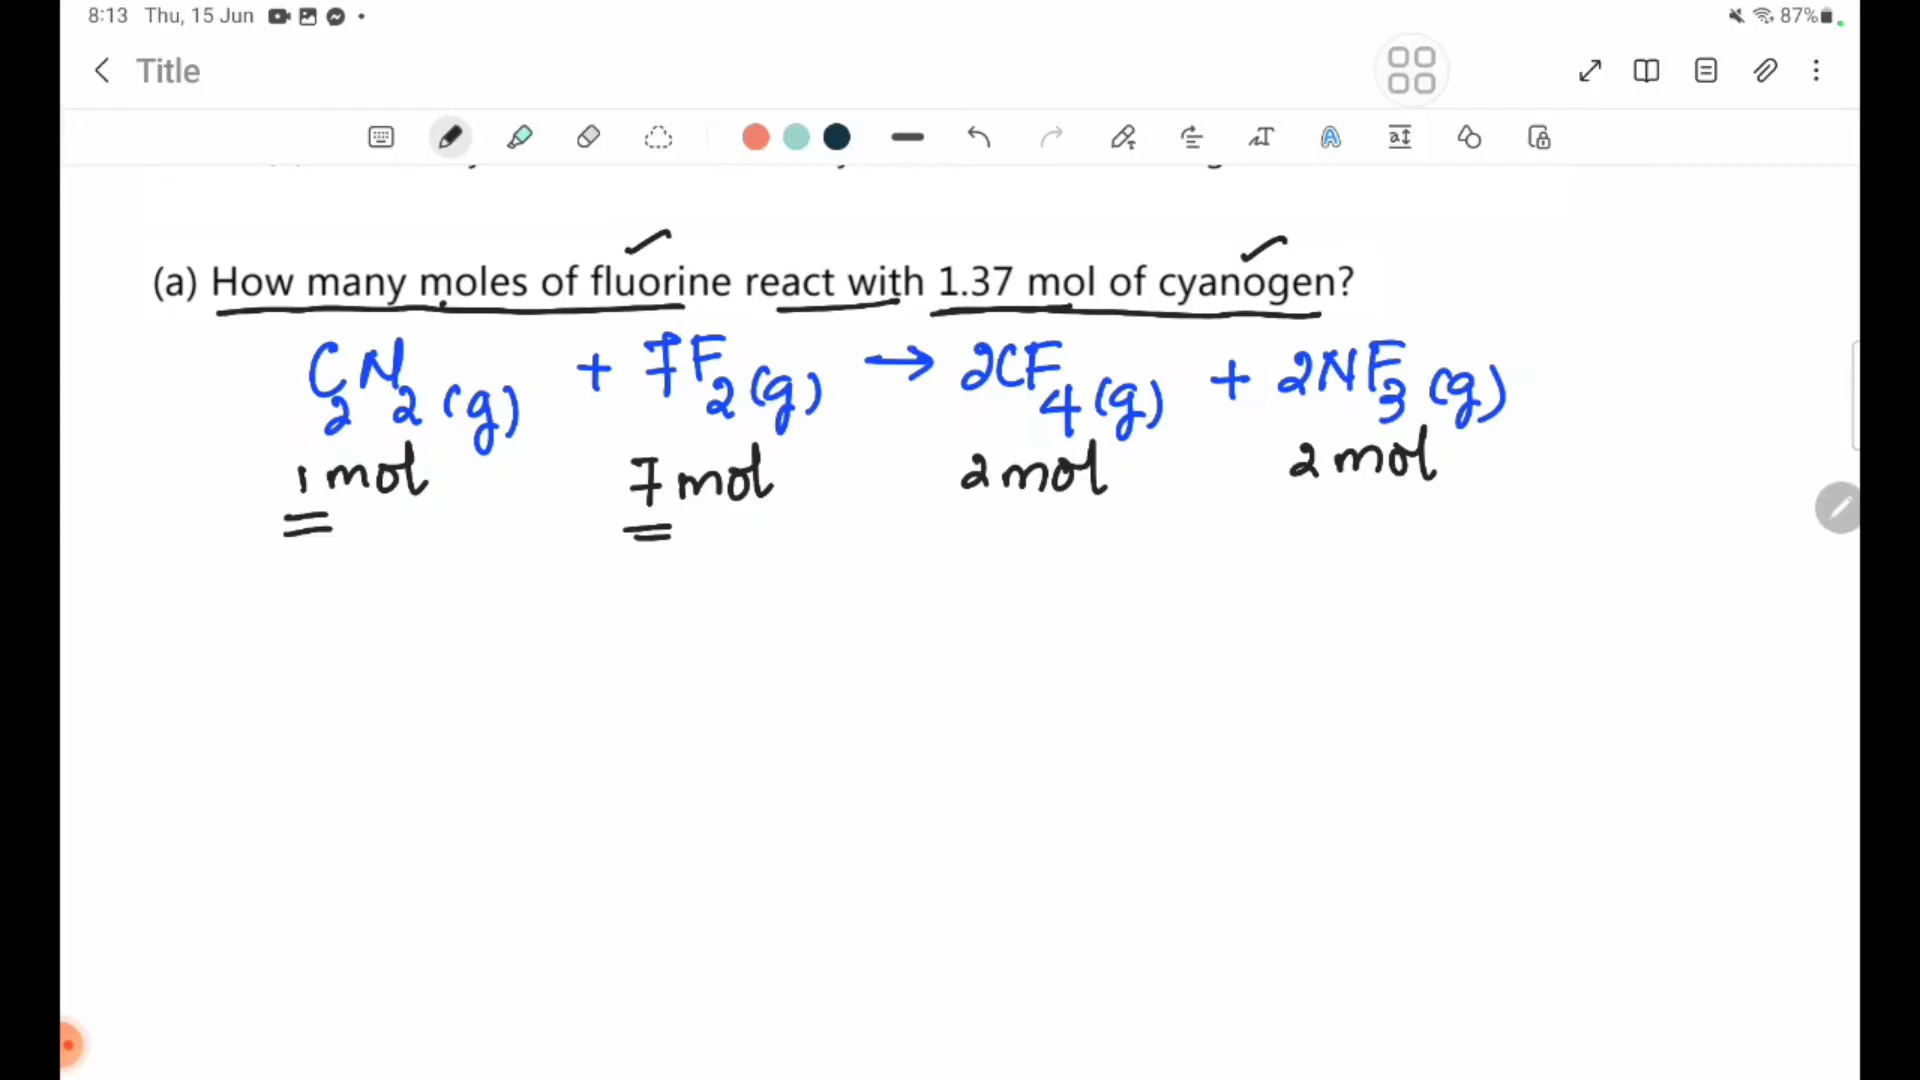 8:13 Thu, 15 Jun
87%
Title
(a) How many moles of fluorine react with 1.37 mol of cyanogen?
C₂N₂(g) + 7F₂(g) → 2CF₄(g) + 2NF₃(g)
1 mol 7 mol 2 mol 2 mol